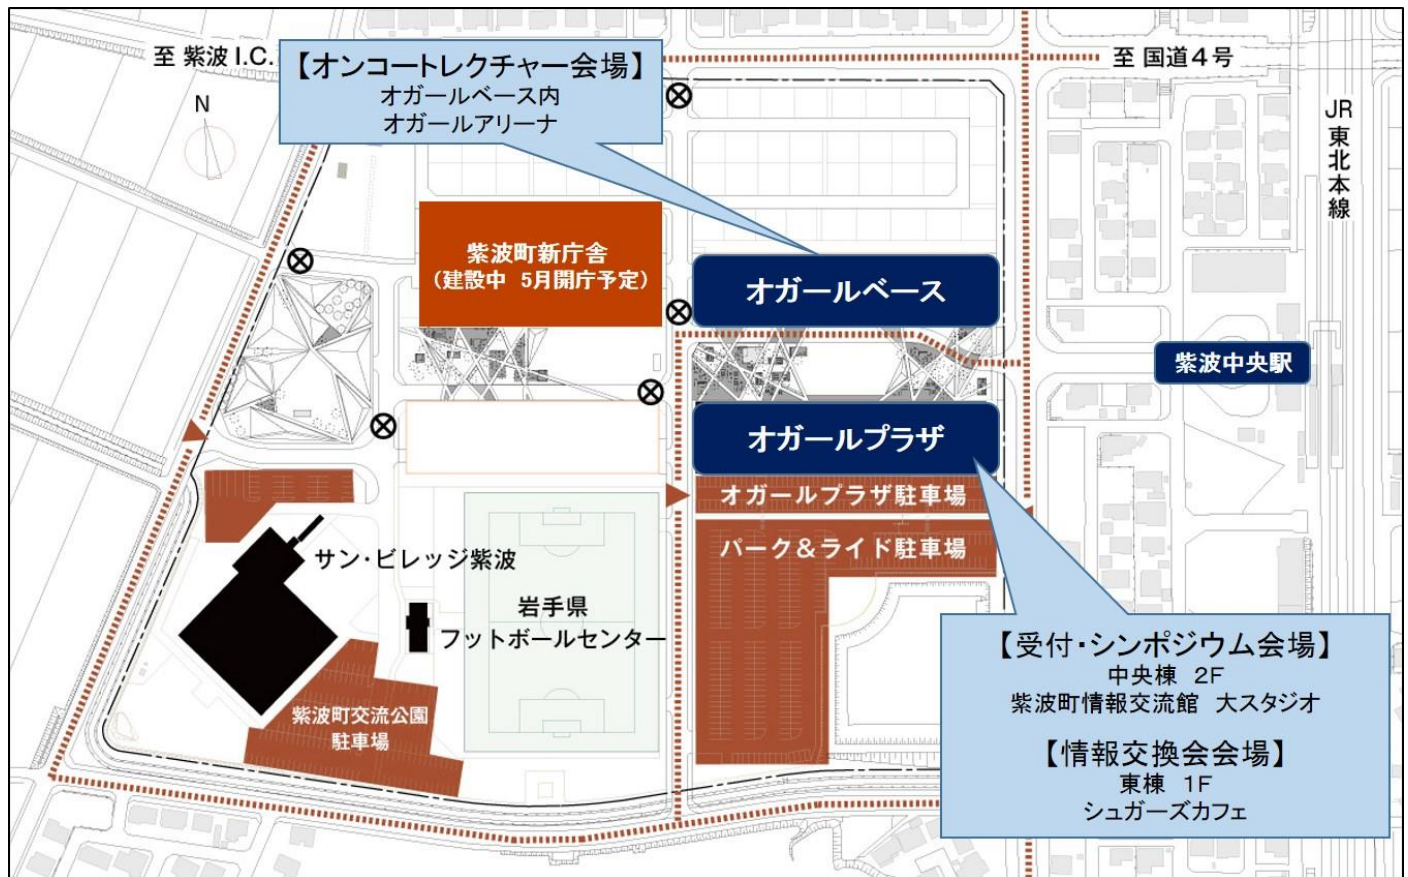 至 紫波 I.C.
【オンコートレクチャー会場】
オガールベース内
オガールアリーナ
至 国道4号
N
JR
東北本線
紫波町新庁舎
(建設中 5月開庁予定)
オガールベース
紫波中央駅
オガールプラザ
オガールプラザ駐車場
パーク&ライド駐車場
サン・ビレッジ紫波
岩手県
フットボールセンター
紫波町交流公園
駐車場
【受付・シンポジウム会場】
中央棟 2F
紫波町情報交流館 大スタジオ
【情報交換会会場】
東棟 1F
シュガーズカフェ